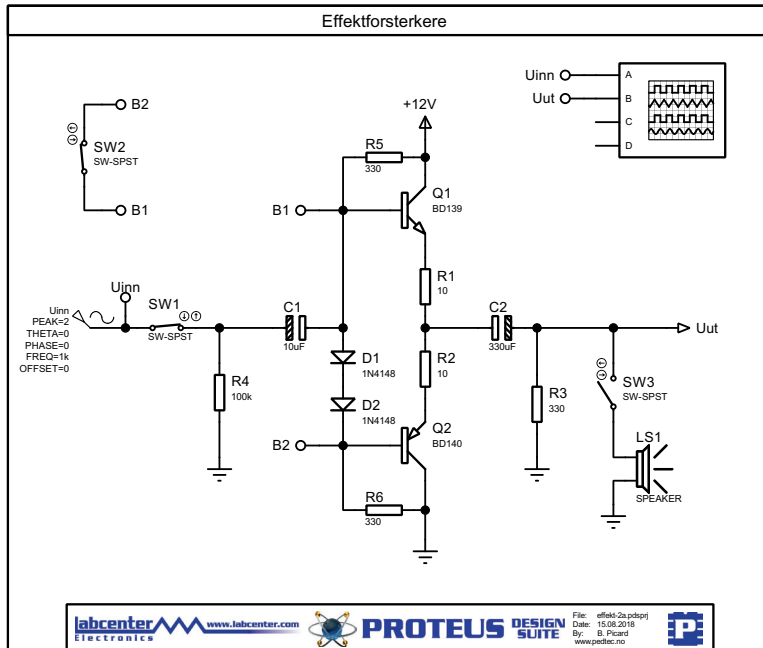 Effektforsterkere
B2
SW2
SW-SPST
B1
Uinn
Uut
A
B
C
D
+12V
R5
330
Q1
BD139
B1
R1
10
Uinn
Uinn
PEAK=2
THETA=0
PHASE=0
FREQ=1k
OFFSET=0
SW1
SW-SPST
C1
10uF
C2
330uF
Uut
D1
1N4148
R2
10
R4
100k
D2
1N4148
R3
330
SW3
SW-SPST
B2
Q2
BD140
LS1
SPEAKER
R6
330
labcenter
Electronics
www.labcenter.com
PROTEUS DESIGN SUITE
File: effekt-2a.pdsprj
Date: 15.08.2018
By: B. Picard
www.pedtec.no
P